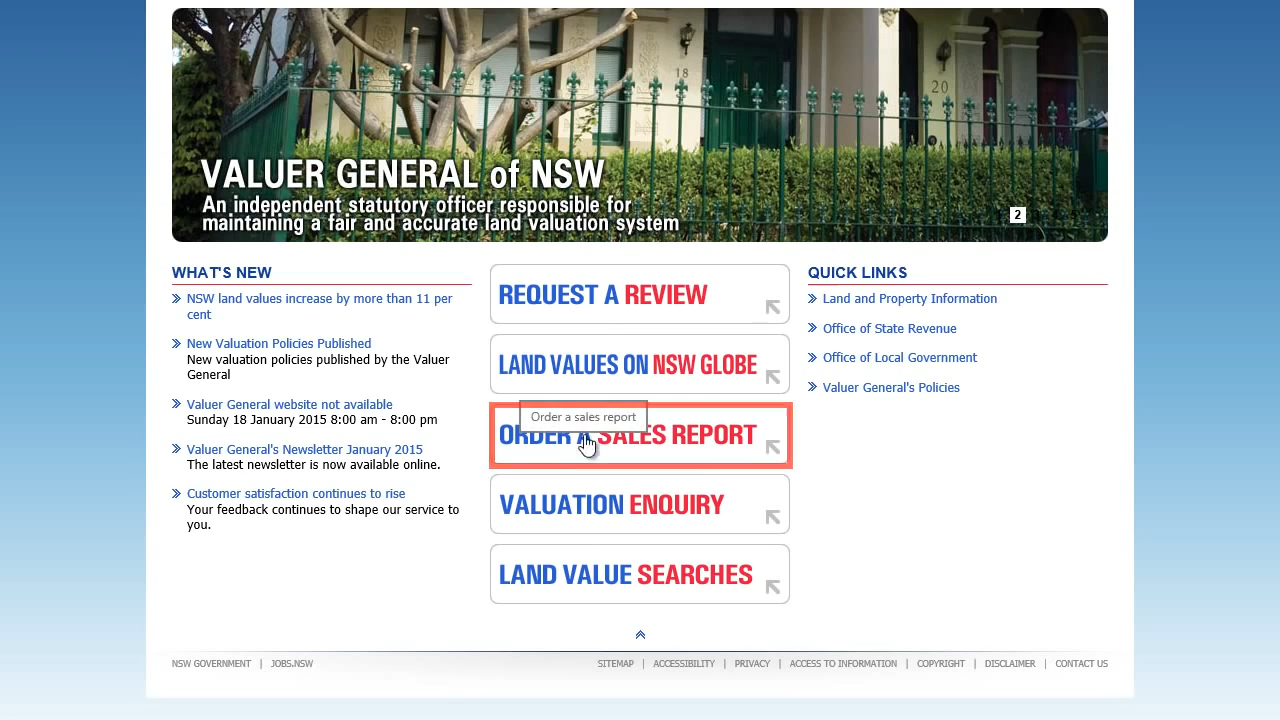 18
20
VALUER GENERAL of NSW
An independent statutory officer responsible for
maintaining a fair and accurate land valuation system
2
WHAT'S NEW
NSW land values increase by more than 11 per
cent
New Valuation Policies Published
New valuation policies published by the Valuer
General
Valuer General website not available
Sunday 18 January 2015 8:00 am - 8:00 pm
Valuer General's Newsletter January 2015
The latest newsletter is now available online.
Customer satisfaction continues to rise
Your feedback continues to shape our service to
you.
REQUEST A REVIEW
LAND VALUES ON NSW GLOBE
Order a sales report
ORDER A SALES REPORT
VALUATION ENQUIRY
LAND VALUE SEARCHES
QUICK LINKS
Land and Property Information
Office of State Revenue
Office of Local Government
Valuer General's Policies
NSW GOVERNMENT | JOBS.NSW
SITEMAP | ACCESSIBILITY | PRIVACY | ACCESS TO INFORMATION | COPYRIGHT | DISCLAIMER | CONTACT US